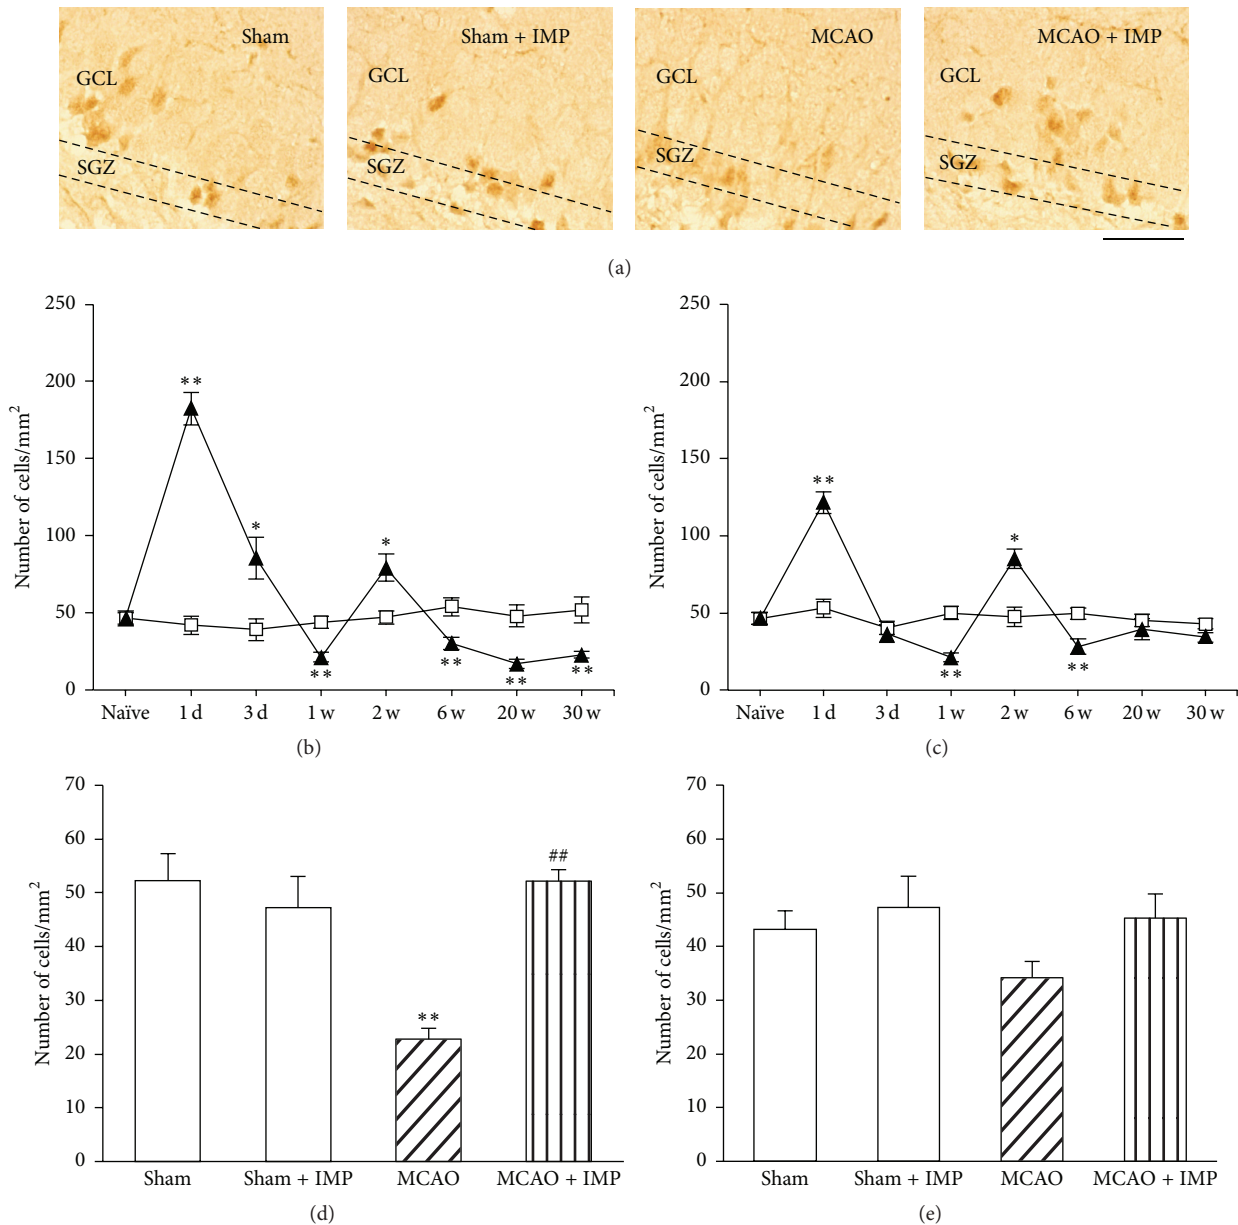 Sham
GCL
SGZ
Sham + IMP
GCL
SGZ
MCAO
GCL
SGZ
MCAO + IMP
GCL
SGZ
(a)
250
200
150
100
50
0
Number of cells/mm²
**
*
**
*
**
**
**
Naïve 1 d 3 d 1 w 2 w 6 w 20 w 30 w
(b)
250
200
150
100
50
0
Number of cells/mm²
**
**
*
**
Naïve 1 d 3 d 1 w 2 w 6 w 20 w 30 w
(c)
70
60
50
40
30
20
10
0
Number of cells/mm²
**
##
Sham Sham + IMP MCAO MCAO + IMP
(d)
70
60
50
40
30
20
10
0
Number of cells/mm²
Sham Sham + IMP MCAO MCAO + IMP
(e)